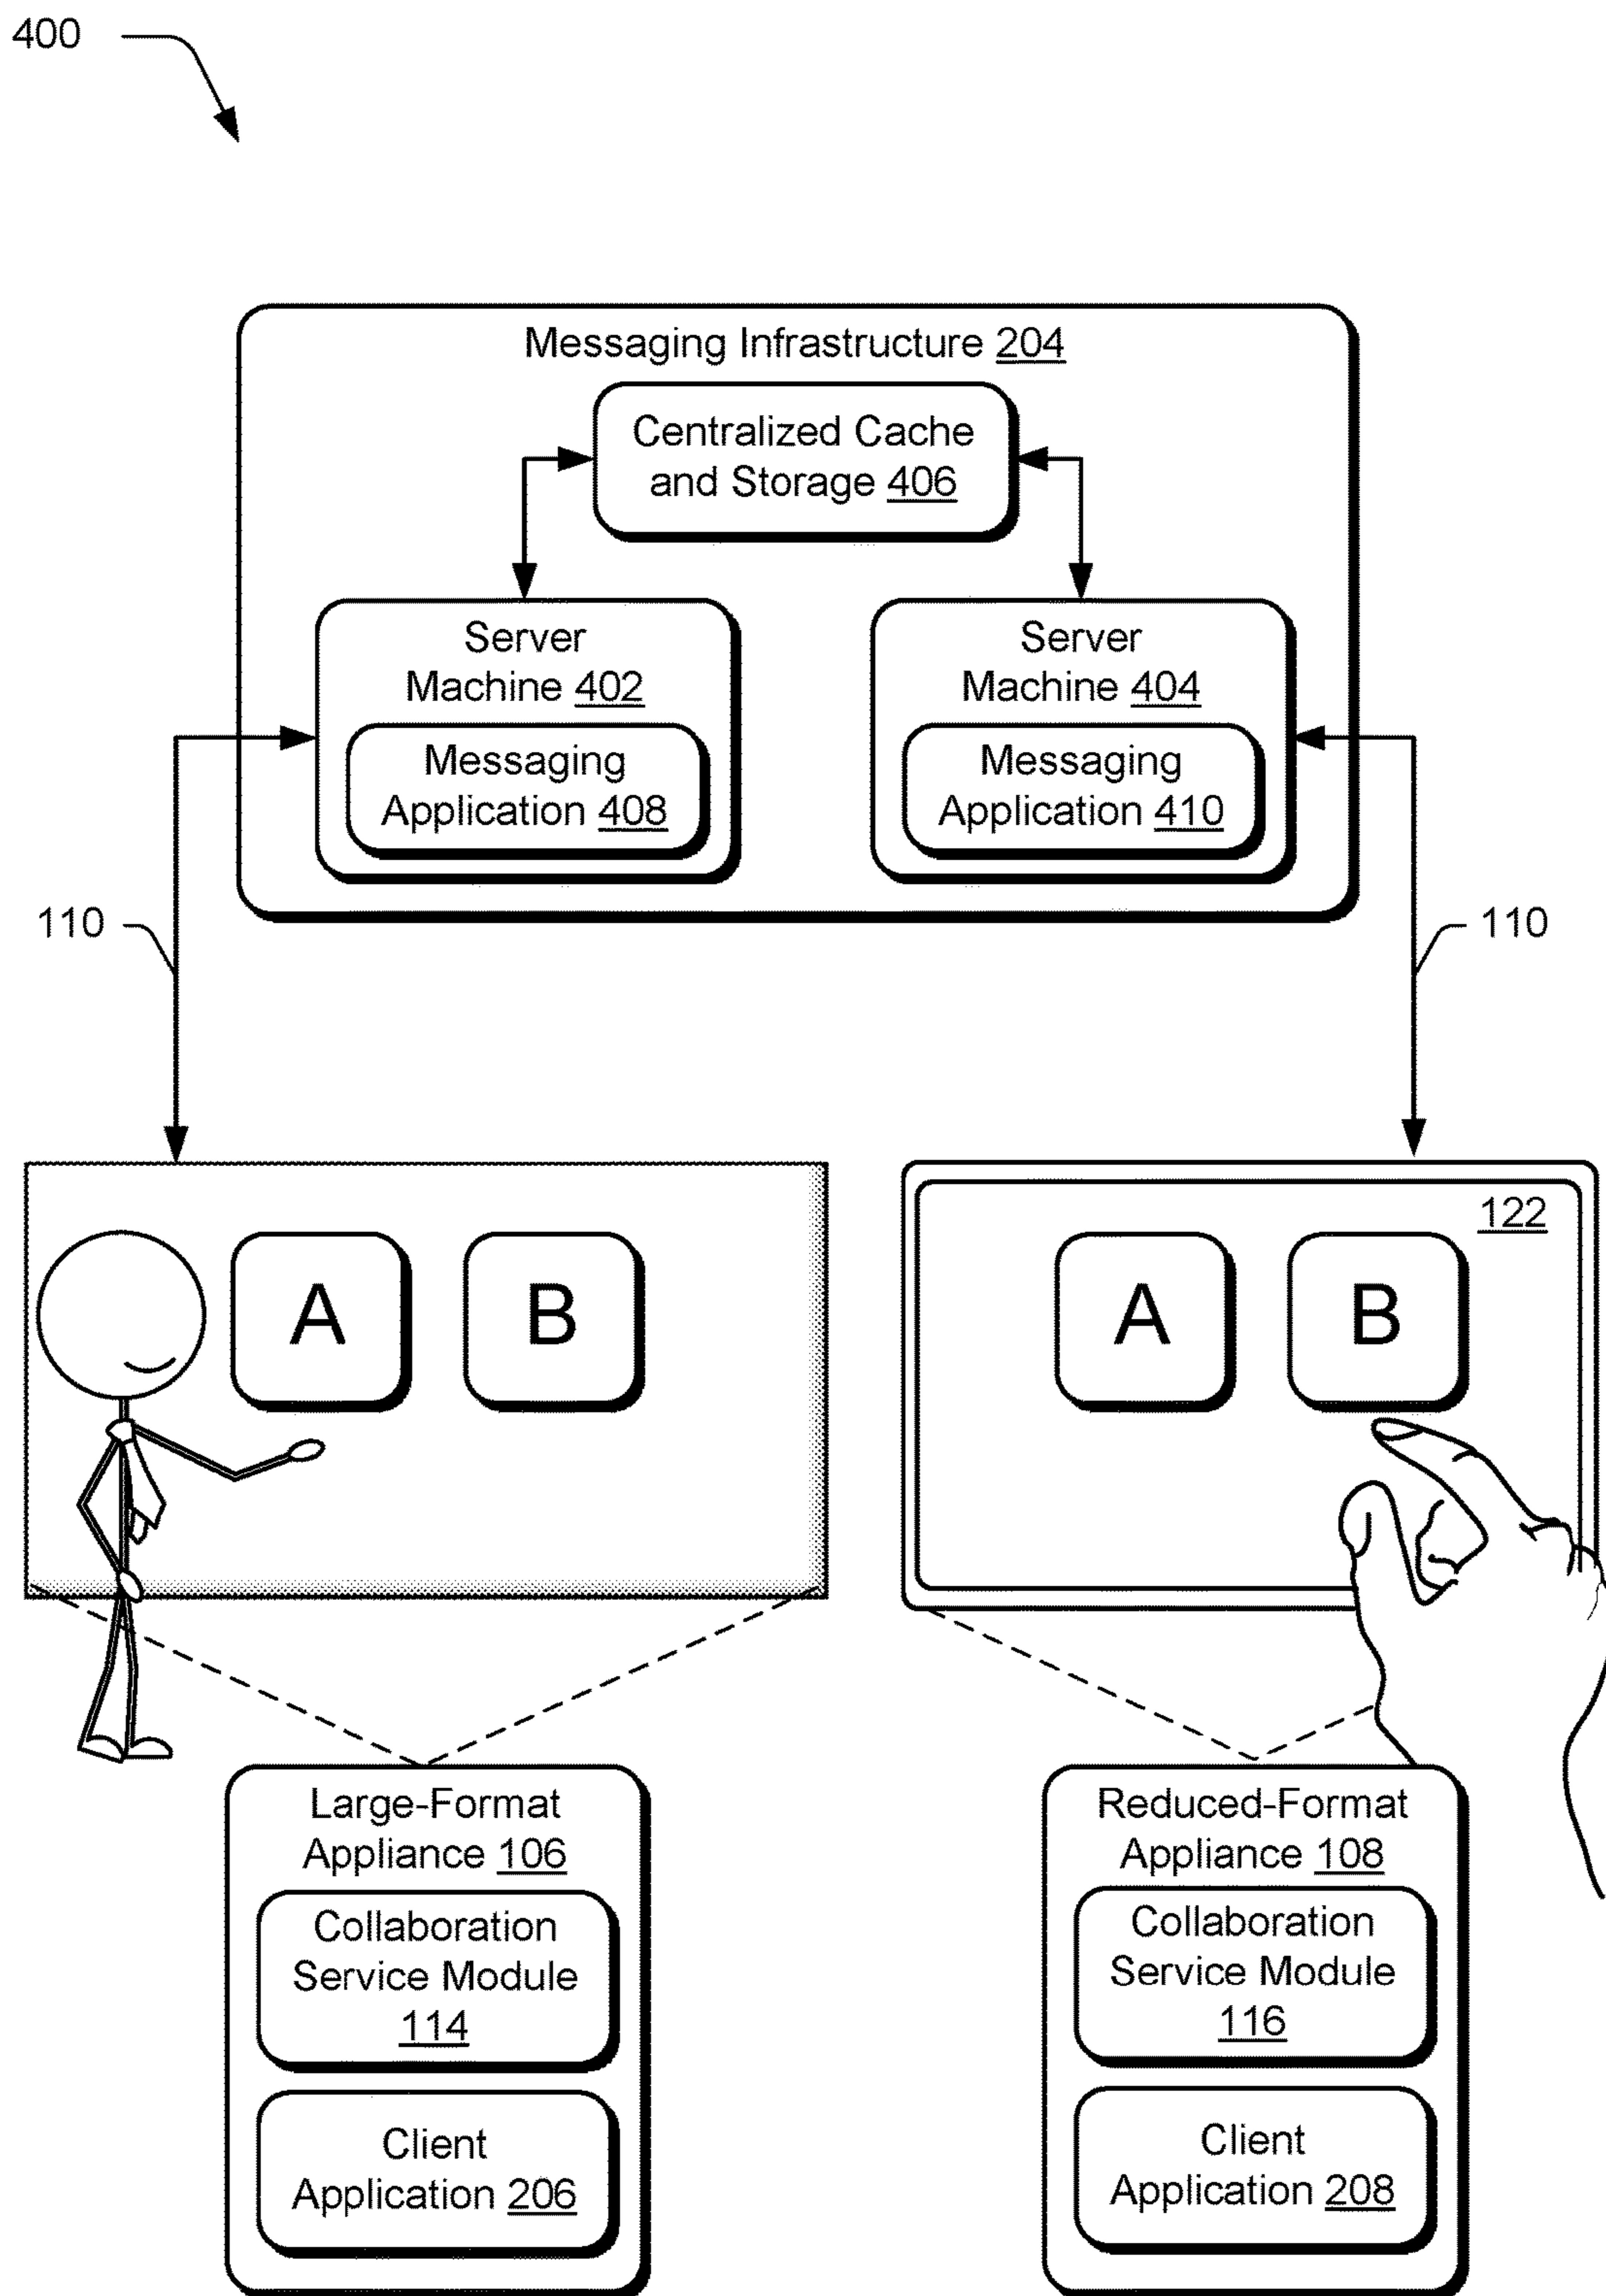 400
Messaging Infrastructure 204
Centralized Cache
and Storage 406
Server
Machine 402
Messaging
Application 408
Server
Machine 404
Messaging
Application 410
110
110
A
B
122
A
B
Large-Format
Appliance 106
Collaboration
Service Module
114
Client
Application 206
Reduced-Format
Appliance 108
Collaboration
Service Module
116
Client
Application 208